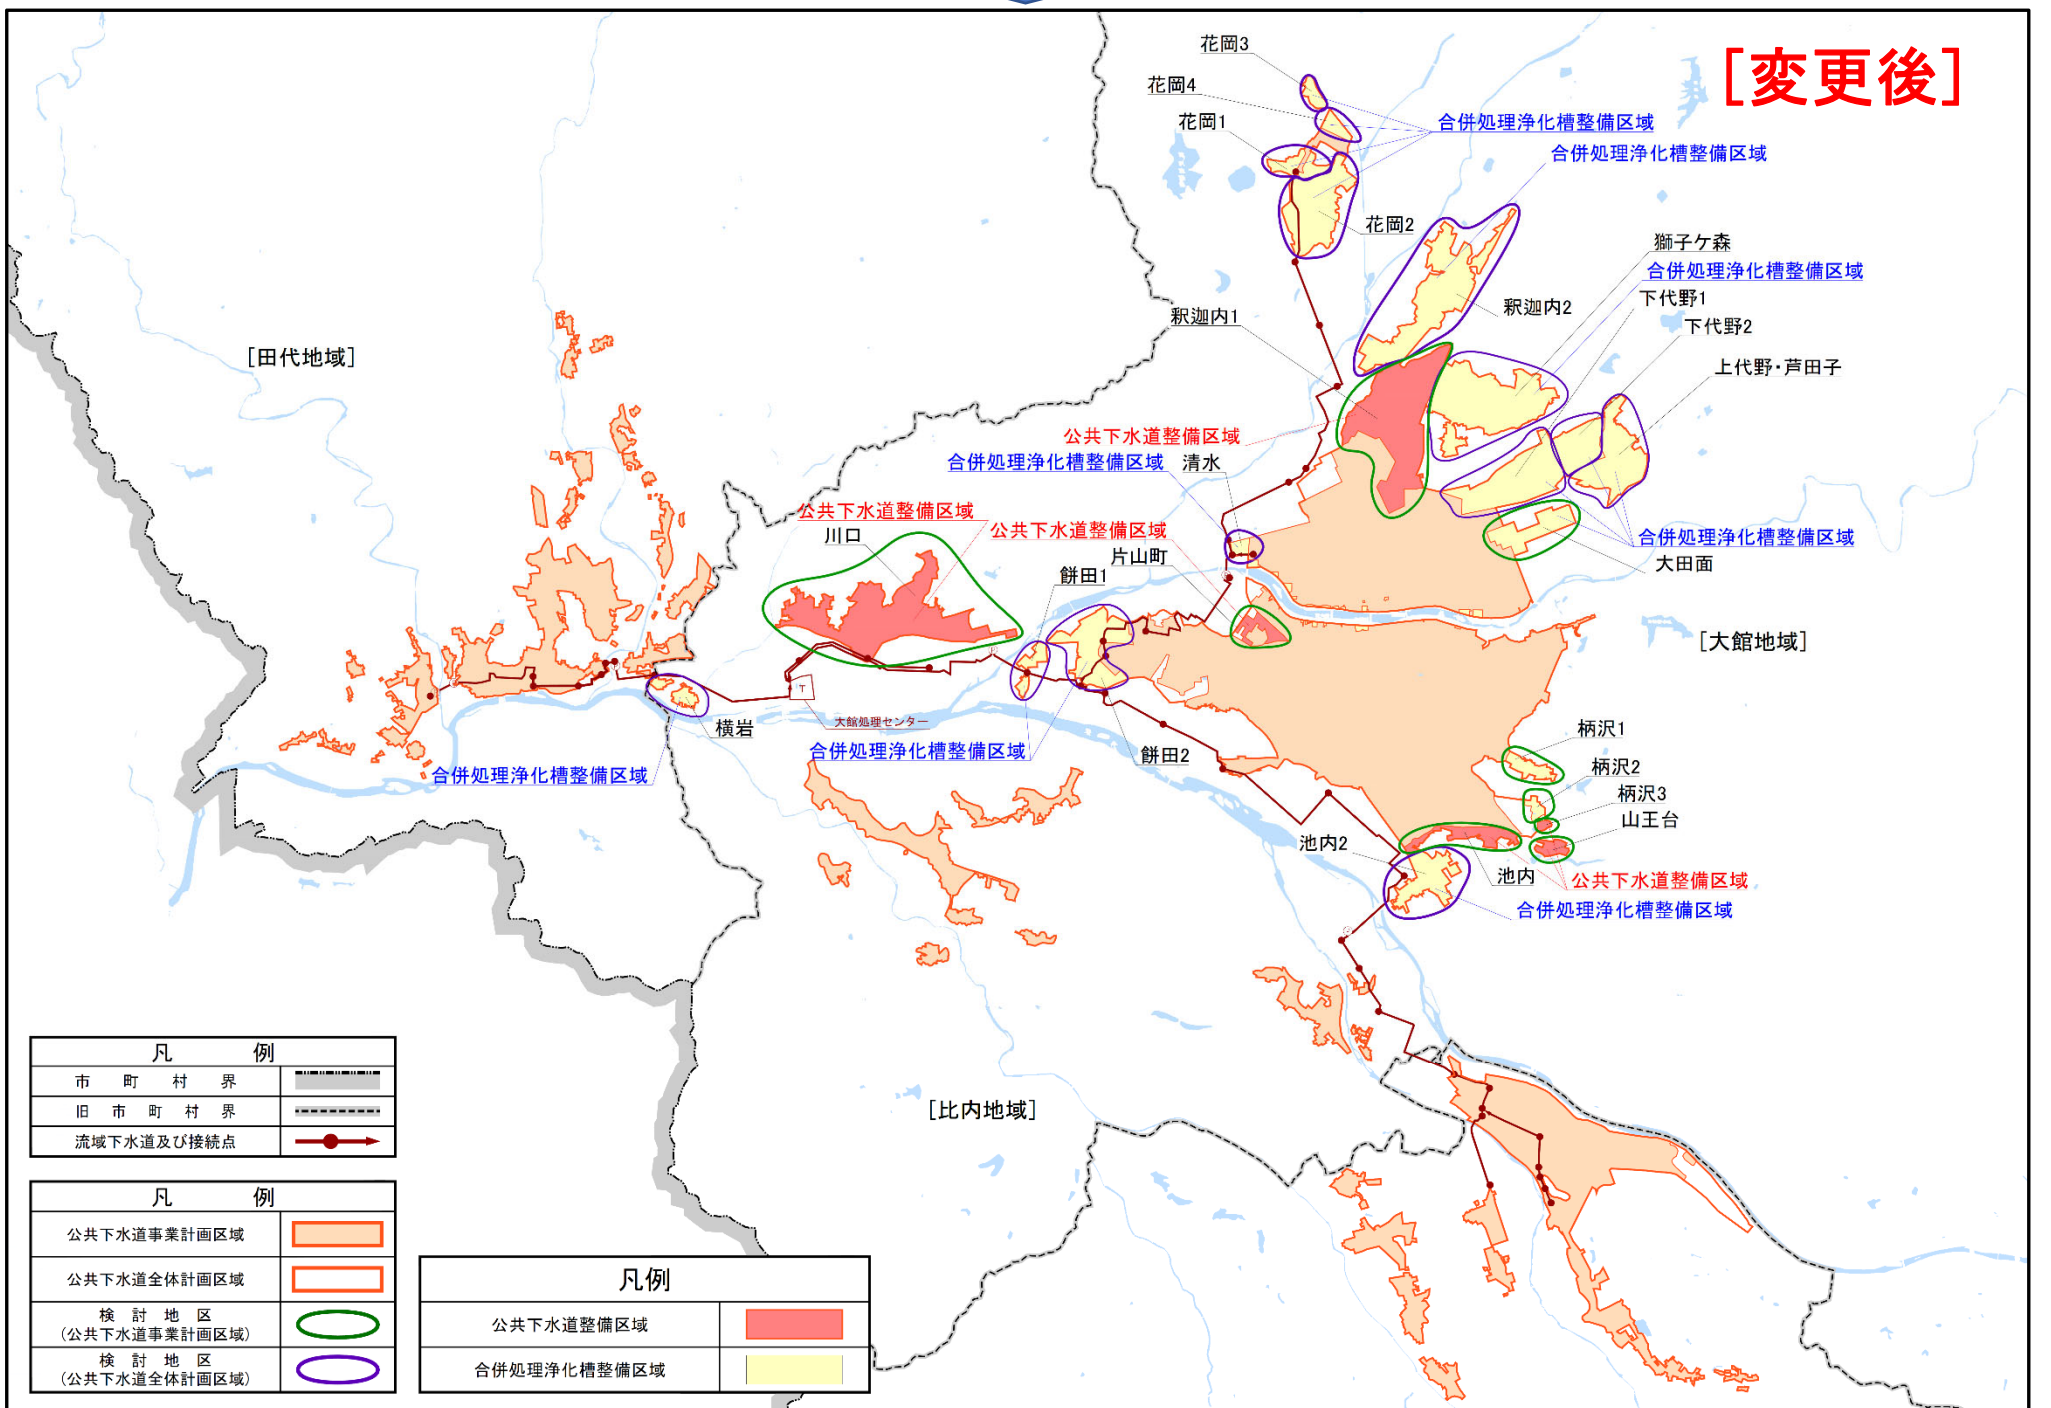 [変更後]
花岡3
花岡4
花岡1
合併処理浄化槽整備区域
合併処理浄化槽整備区域
花岡2
獅子ケ森
合併処理浄化槽整備区域
下代野1
釈迦内2
釈迦内1
下代野2
[田代地域]
上代野・芦田子
公共下水道整備区域
合併処理浄化槽整備区域
清水
公共下水道整備区域
公共下水道整備区域
川口
片山町
合併処理浄化槽整備区域
大田面
餅田1
[大館地域]
T
大館処理センター
横岩
柄沢1
合併処理浄化槽整備区域
餅田2
柄沢2
合併処理浄化槽整備区域
柄沢3
山王台
池内2
池内
公共下水道整備区域
合併処理浄化槽整備区域
[比内地域]
凡 例
市 町 村 界
旧 市 町 村 界
流域下水道及び接続点
凡 例
公共下水道事業計画区域
公共下水道全体計画区域
検 討 地 区
(公共下水道事業計画区域)
検 討 地 区
(公共下水道全体計画区域)
凡例
公共下水道整備区域
合併処理浄化槽整備区域